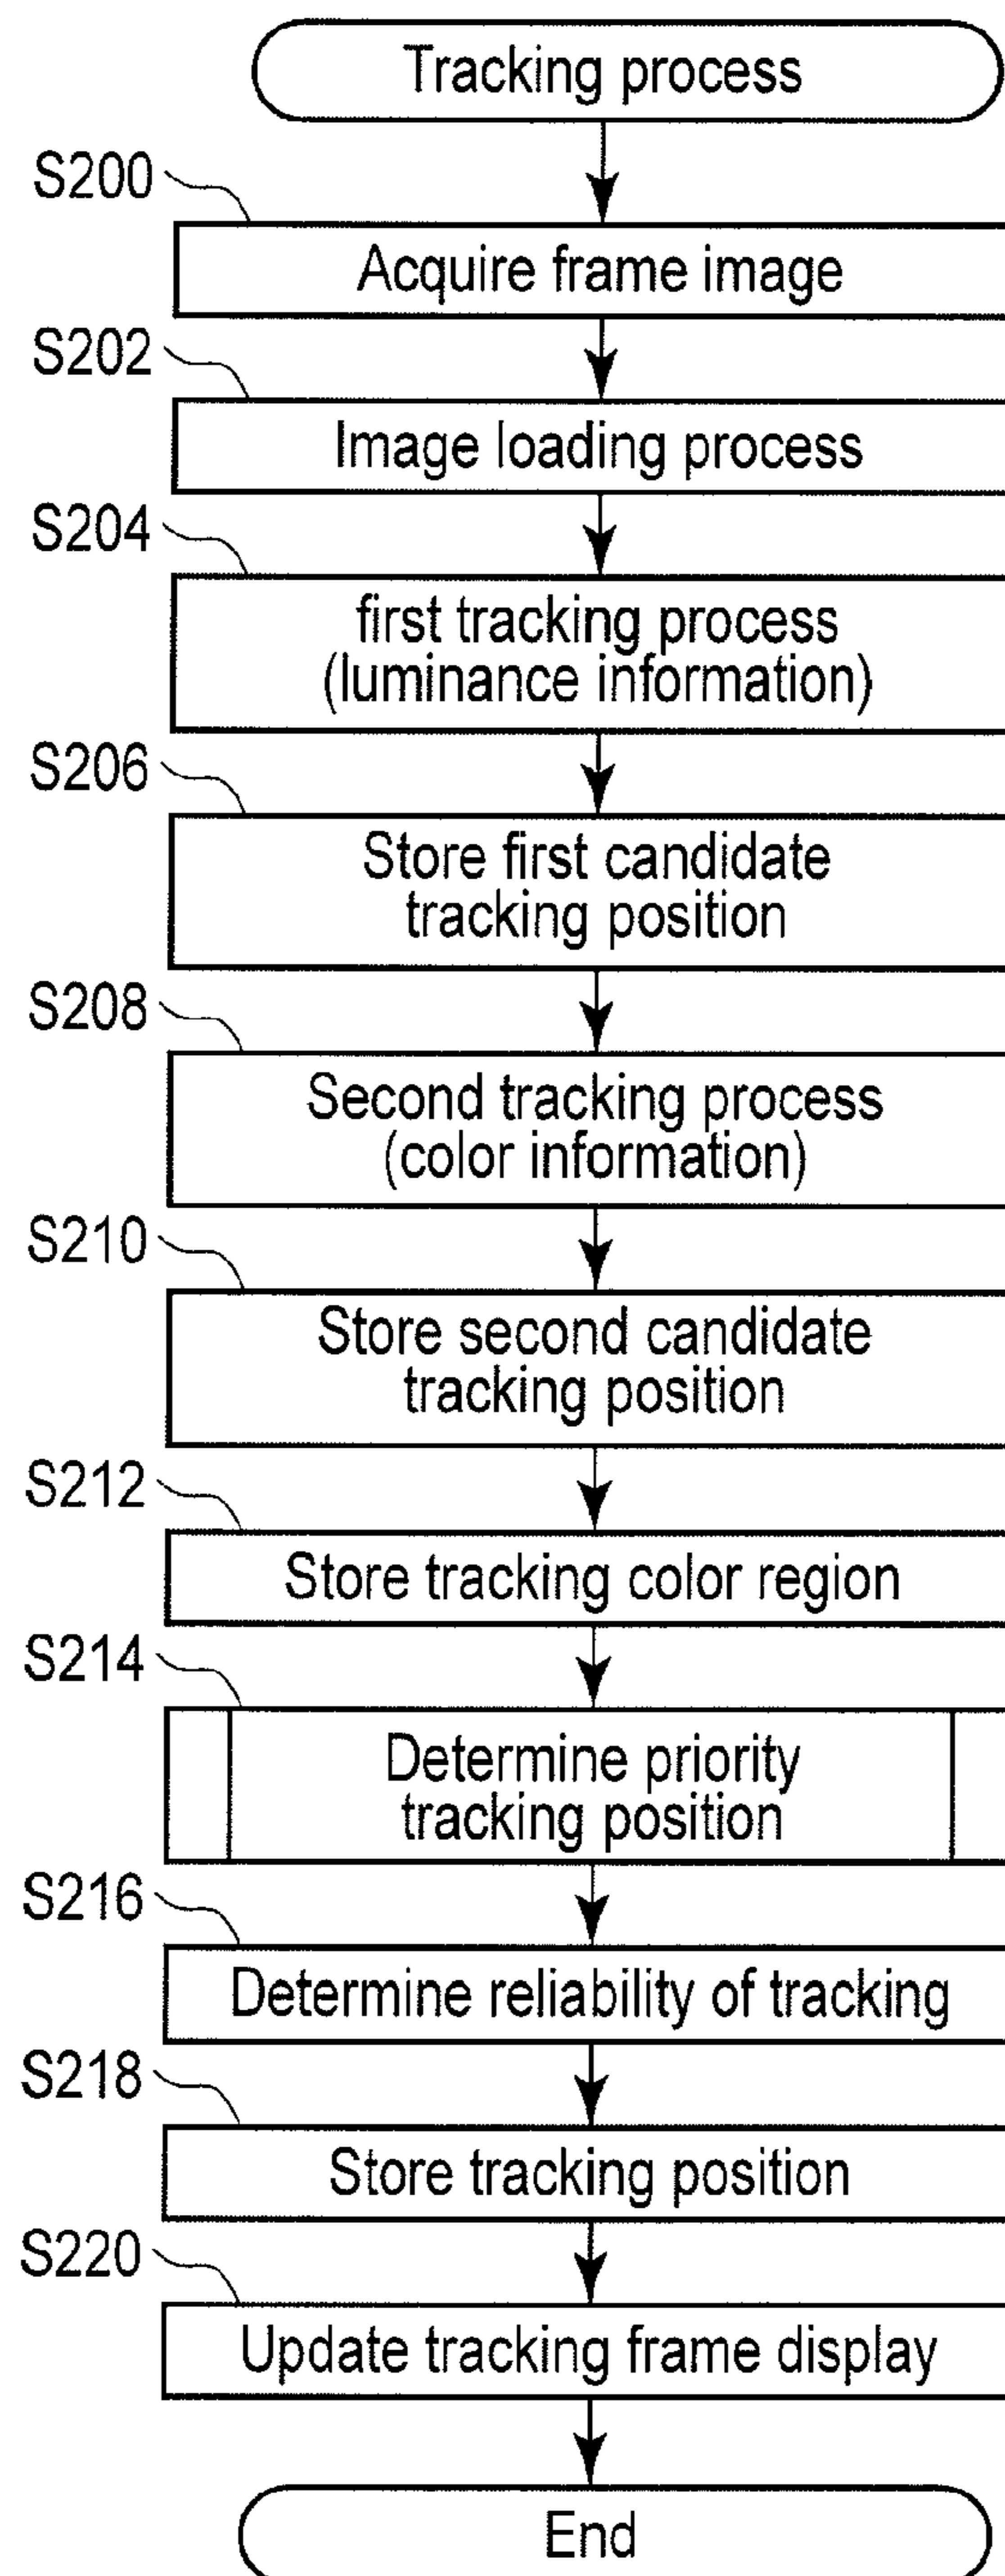 Tracking process
S200
Acquire frame image
S202
Image loading process
S204
first tracking process
(luminance information)
S206
Store first candidate
tracking position
S208
Second tracking process
(color information)
S210
Store second candidate
tracking position
S212
Store tracking color region
S214
Determine priority
tracking position
S216
Determine reliability of tracking
S218
Store tracking position
S220
Update tracking frame display
End